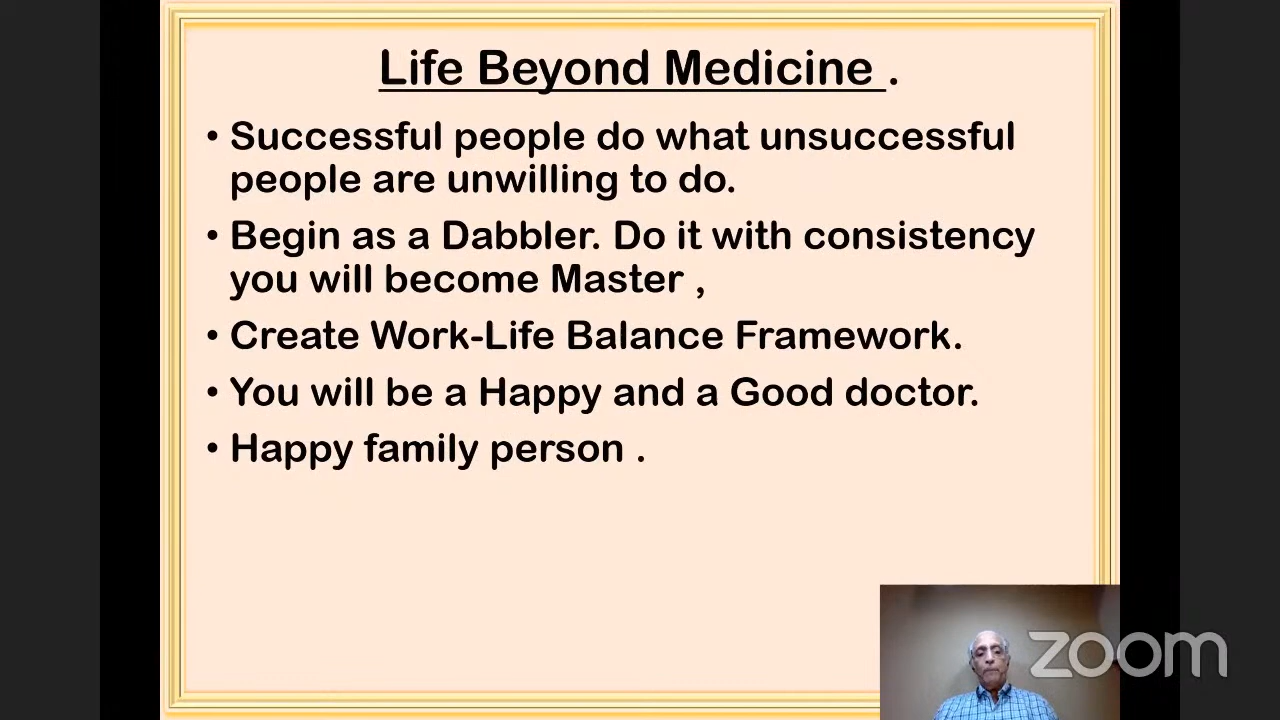 Life Beyond Medicine .
• Successful people do what unsuccessful
people are unwilling to do.
• Begin as a Dabbler. Do it with consistency
you will become Master ,
• Create Work-Life Balance Framework.
• You will be a Happy and a Good doctor.
• Happy family person .
zoom